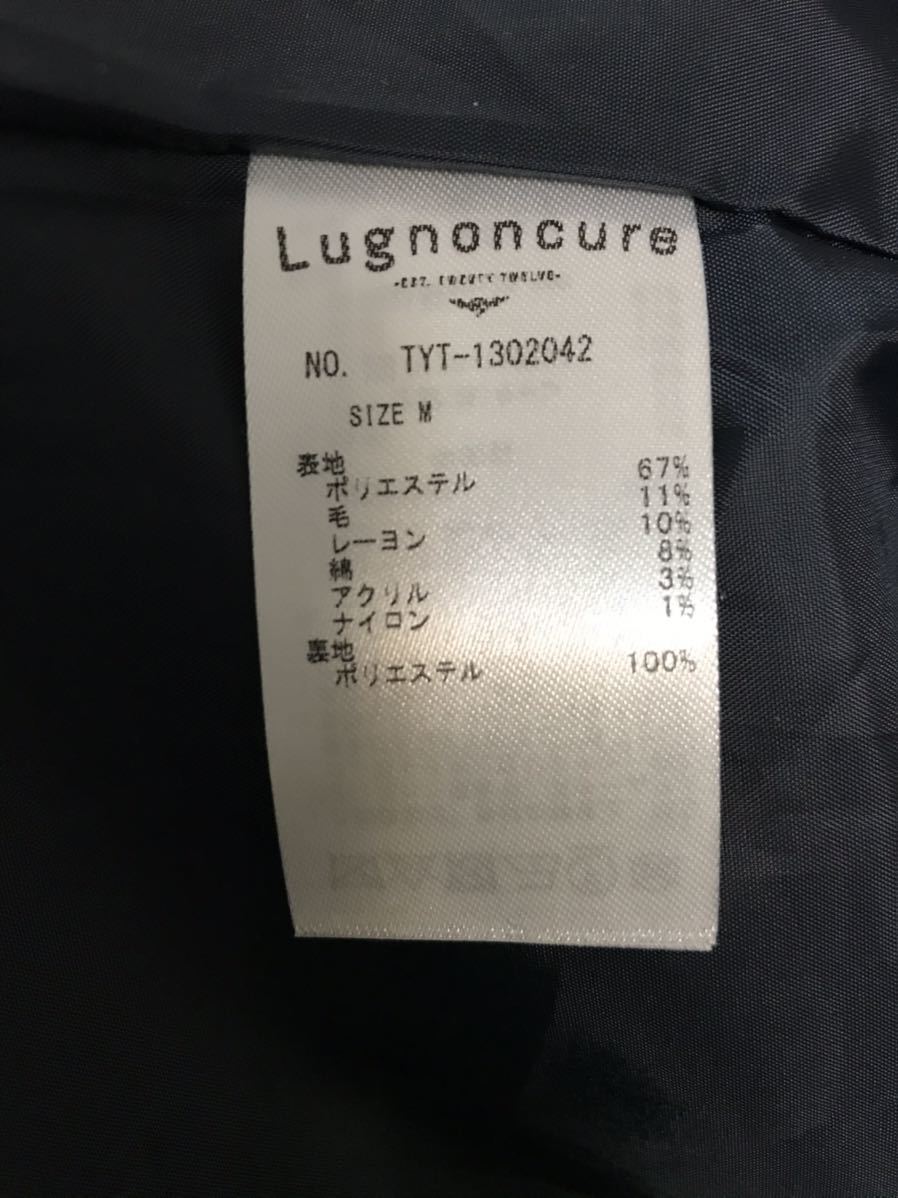 Lugnoncure
-EST. TWENTY TWELVE-
NO. TYT-1302042
SIZE M
表地
ポリエステル 67%
毛 11%
レーヨン 10%
綿 8%
アクリル 3%
ナイロン 1%
裏地
ポリエステル 100%